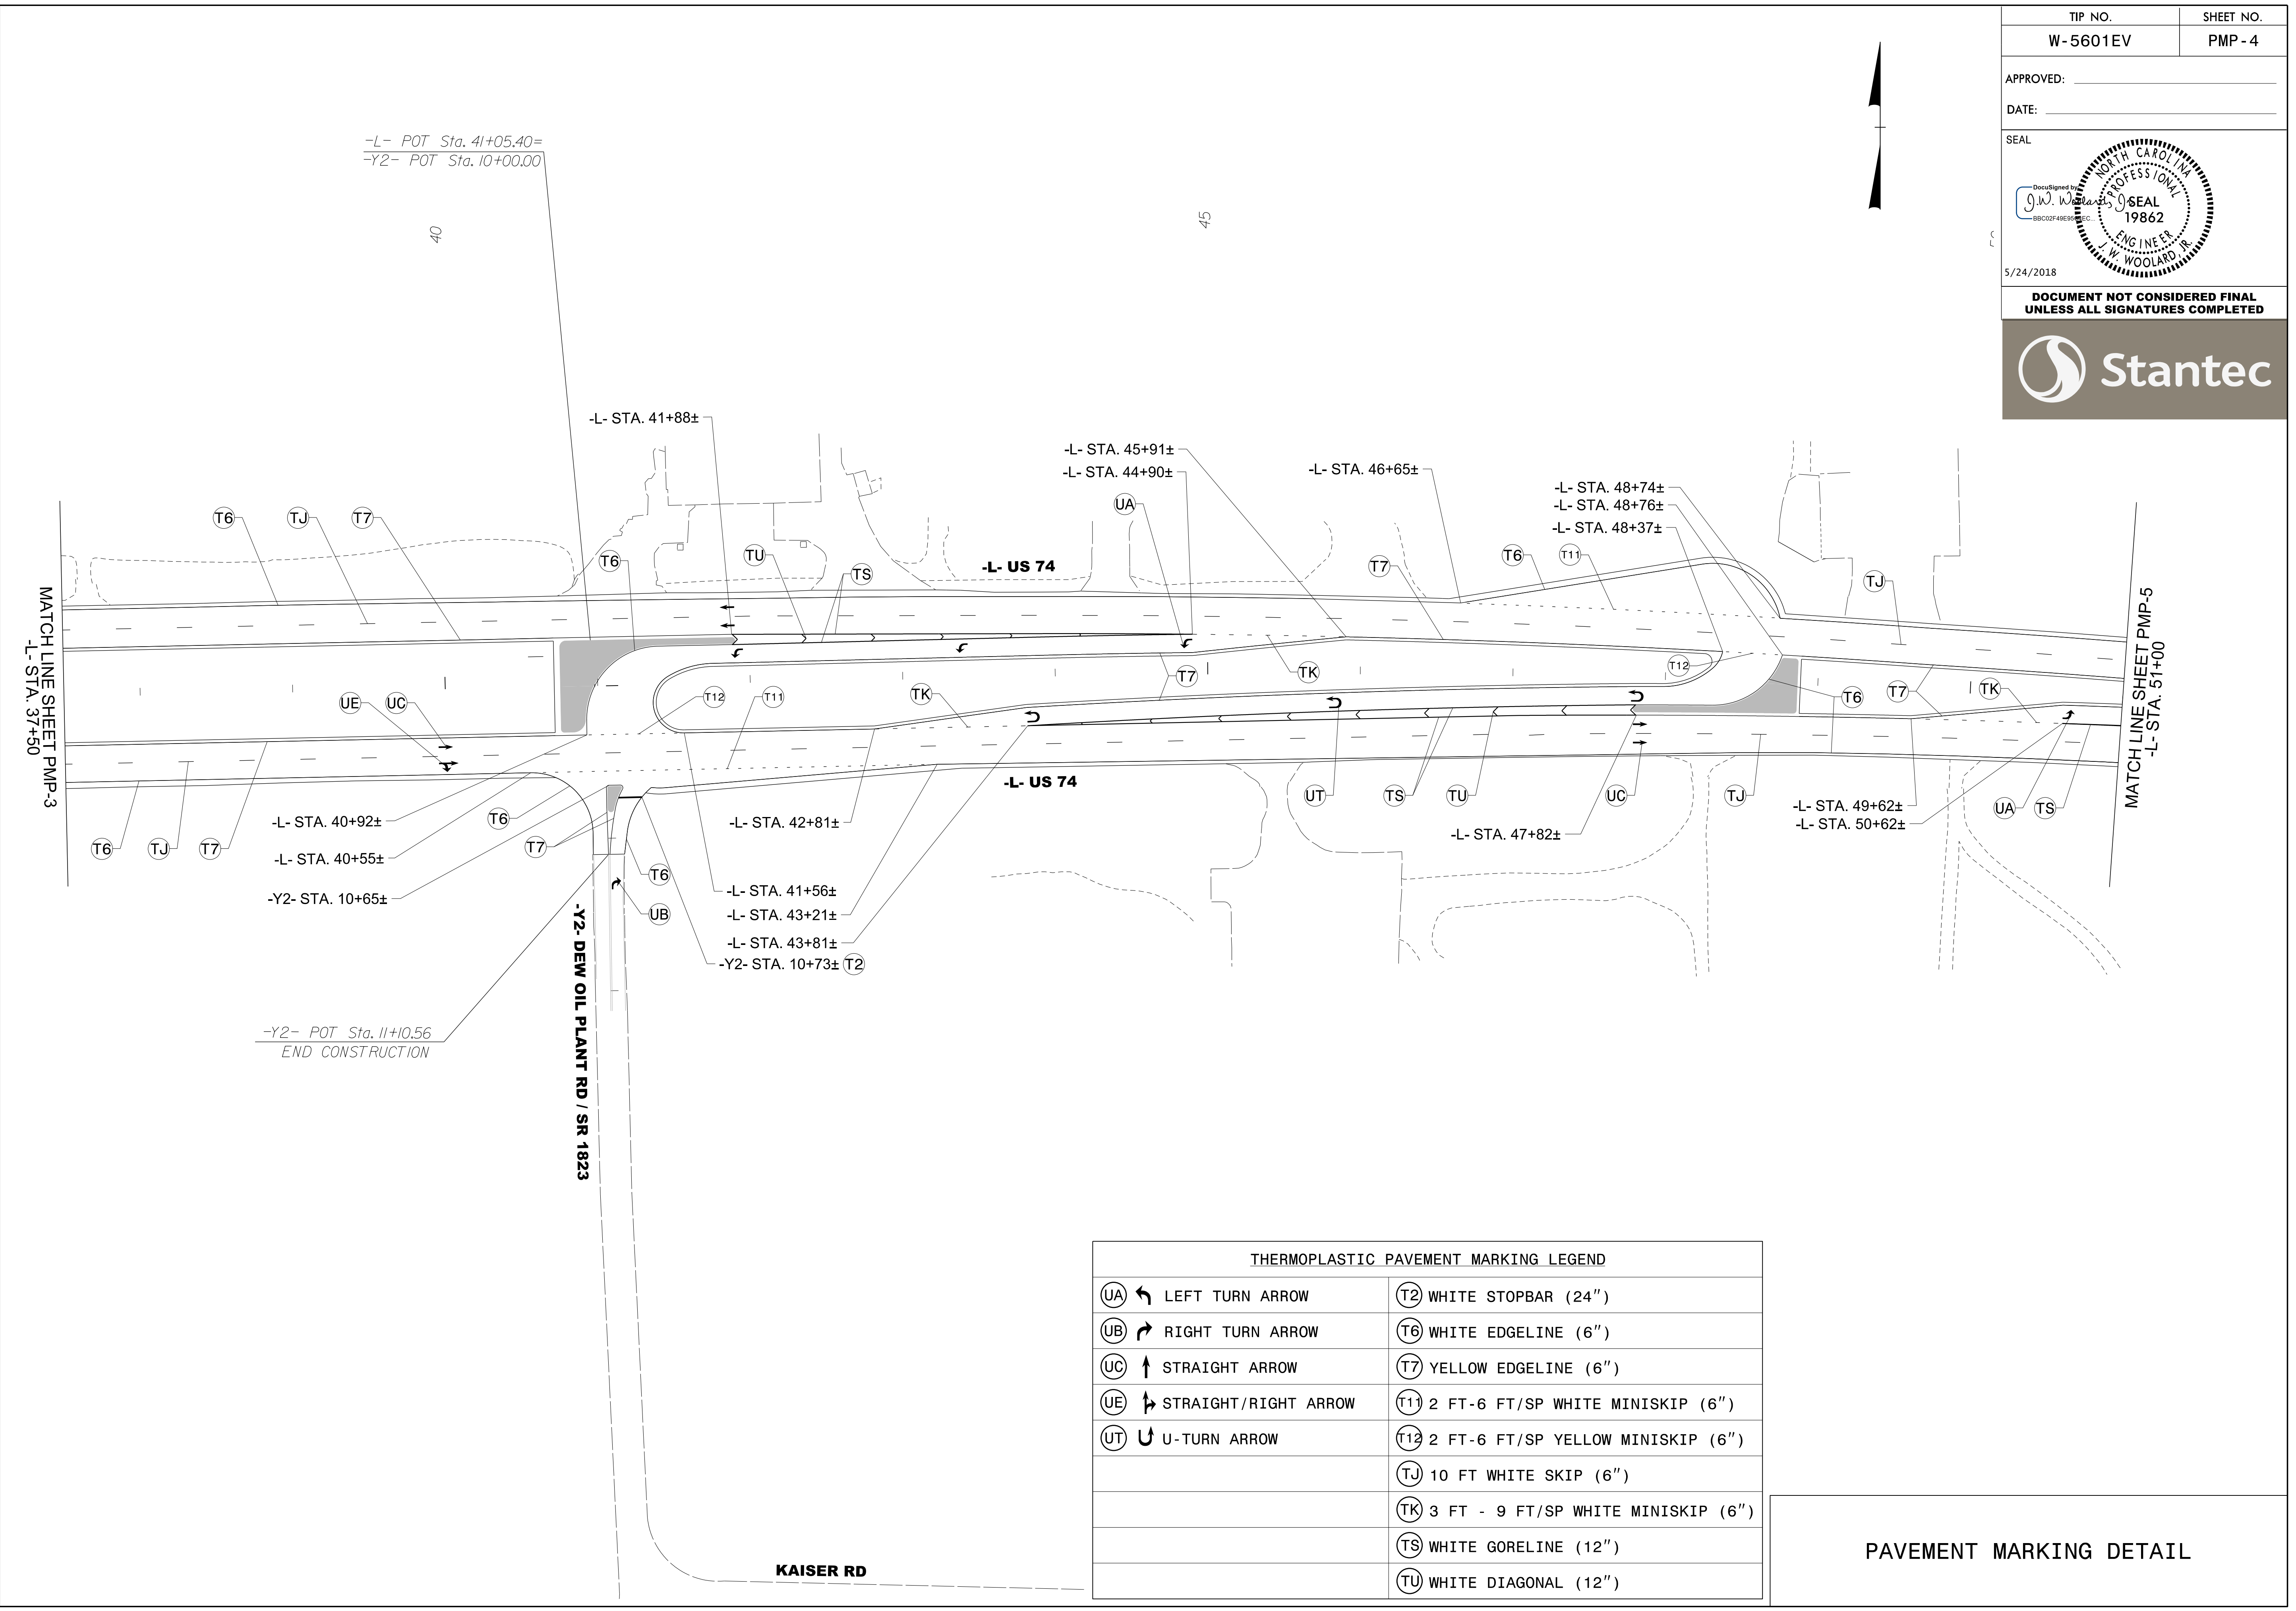 TIP NO.
SHEET NO.
W-5601EV
PMP-4
APPROVED:
DATE:
SEAL
NORTH CAROLINA
PROFESSIONAL
SEAL
19862
ENGINEER
J. W. WOOLARD, JR.
DocuSigned by:
J.W. Woolard, Jr.
5/24/2018
DOCUMENT NOT CONSIDERED FINAL
UNLESS ALL SIGNATURES COMPLETED
Stantec
-L- POT Sta. 41+05.40=
-Y2- POT Sta. 10+00.00
40
45
-L- STA. 41+88±
-L- STA. 45+91±
-L- STA. 44+90±
-L- STA. 46+65±
-L- STA. 48+74±
-L- STA. 48+76±
-L- STA. 48+37±
UA
T6
TJ
T7
T6
TU
TS
-L- US 74
T7
T6
T11
TJ
MATCH LINE SHEET PMP-3
-L- STA. 37+50
MATCH LINE SHEET PMP-5
-L- STA. 51+00
UE
UC
T12
T11
TK
T7
TK
T12
T6
T7
TK
-L- US 74
UT
TS
TU
UC
TJ
-L- STA. 49+62±
-L- STA. 50+62±
UA
TS
T6
TJ
T7
-L- STA. 40+92±
T6
-L- STA. 42+81±
-L- STA. 47+82±
-L- STA. 40+55±
T7
T6
-Y2- STA. 10+65±
-L- STA. 41+56±
UB
-L- STA. 43+21±
-L- STA. 43+81±
-Y2- STA. 10+73± T2
-Y2- POT Sta. 11+10.56
END CONSTRUCTION
-Y2- DEW OIL PLANT RD / SR 1823
KAISER RD
THERMOPLASTIC PAVEMENT MARKING LEGEND
UA LEFT TURN ARROW
T2 WHITE STOPBAR (24")
UB RIGHT TURN ARROW
T6 WHITE EDGELINE (6")
UC STRAIGHT ARROW
T7 YELLOW EDGELINE (6")
UE STRAIGHT/RIGHT ARROW
T11 2 FT-6 FT/SP WHITE MINISKIP (6")
UT U-TURN ARROW
T12 2 FT-6 FT/SP YELLOW MINISKIP (6")
TJ 10 FT WHITE SKIP (6")
TK 3 FT - 9 FT/SP WHITE MINISKIP (6")
TS WHITE GORELINE (12")
TU WHITE DIAGONAL (12")
PAVEMENT MARKING DETAIL